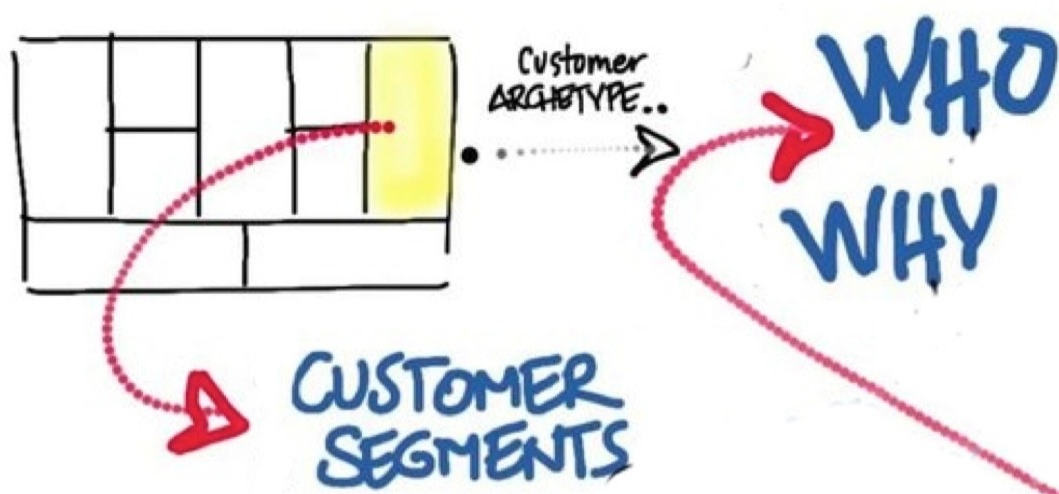 Customer
ARCHETYPE..
WHO
WHY
CUSTOMER
SEGMENTS